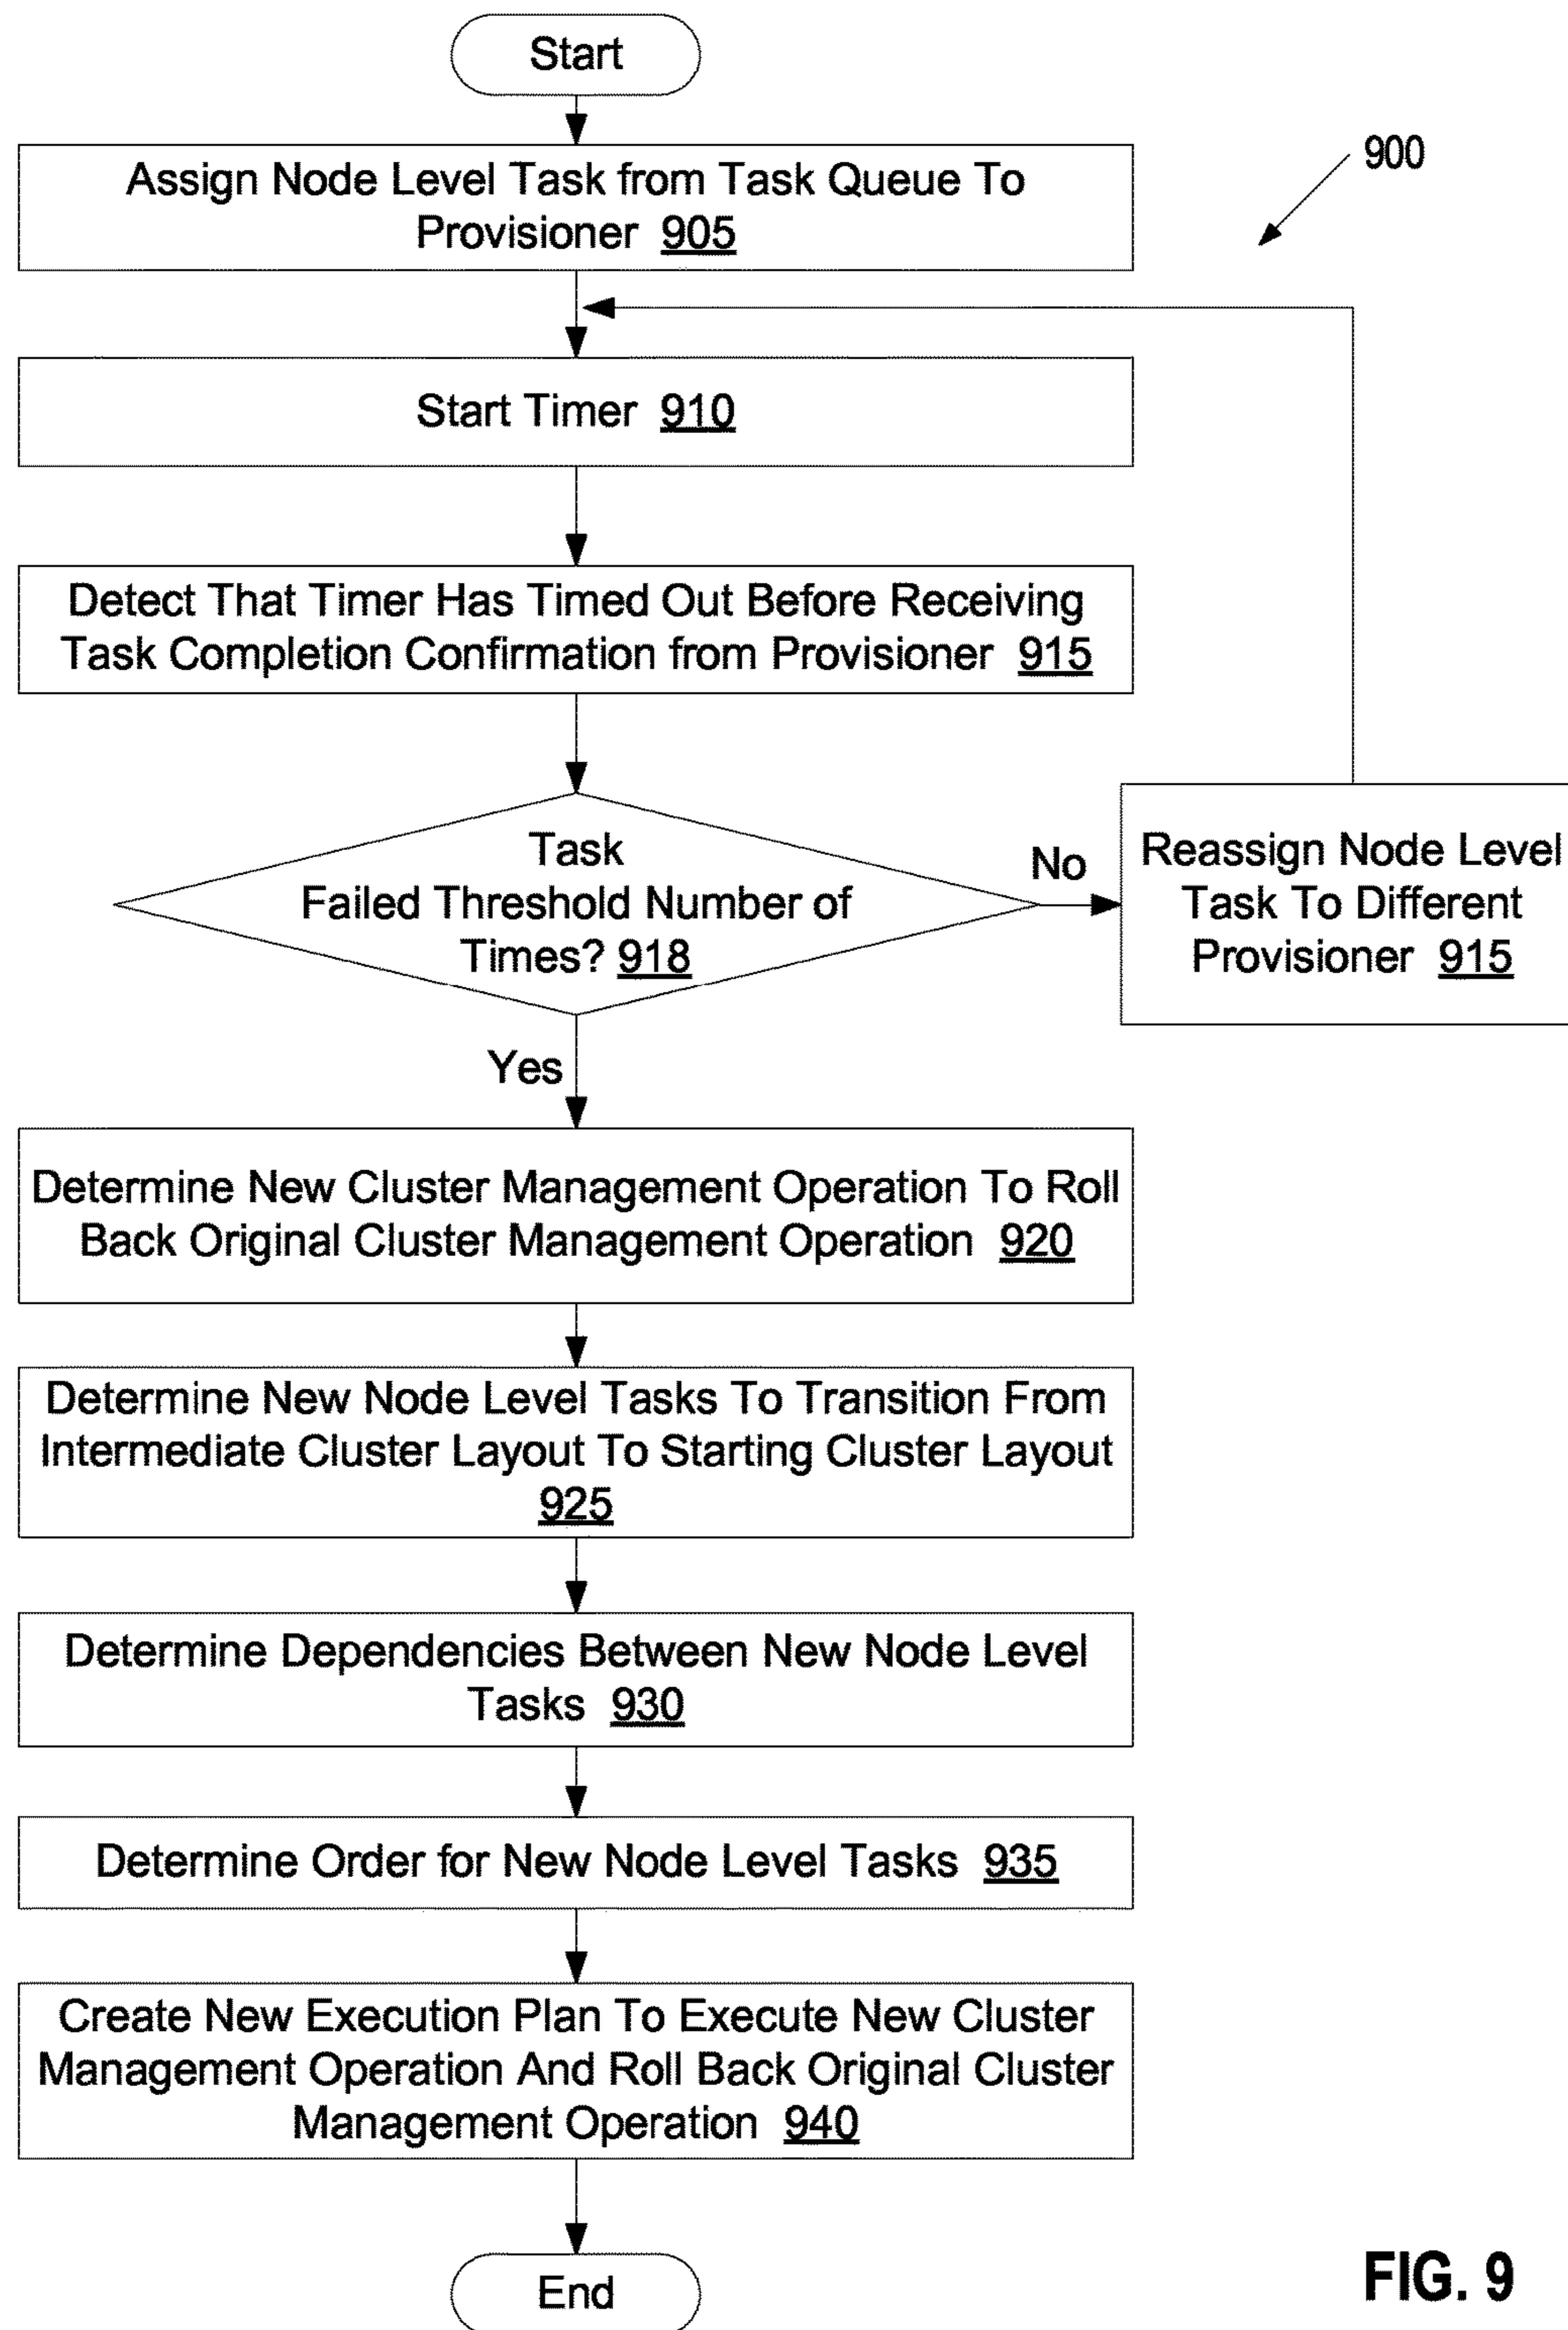 Start
900
Assign Node Level Task from Task Queue To
Provisioner 905
Start Timer 910
Detect That Timer Has Timed Out Before Receiving
Task Completion Confirmation from Provisioner 915
Task
Failed Threshold Number of
Times? 918
No
Reassign Node Level
Task To Different
Provisioner 915
Yes
Determine New Cluster Management Operation To Roll
Back Original Cluster Management Operation 920
Determine New Node Level Tasks To Transition From
Intermediate Cluster Layout To Starting Cluster Layout
925
Determine Dependencies Between New Node Level
Tasks 930
Determine Order for New Node Level Tasks 935
Create New Execution Plan To Execute New Cluster
Management Operation And Roll Back Original Cluster
Management Operation 940
End
FIG. 9